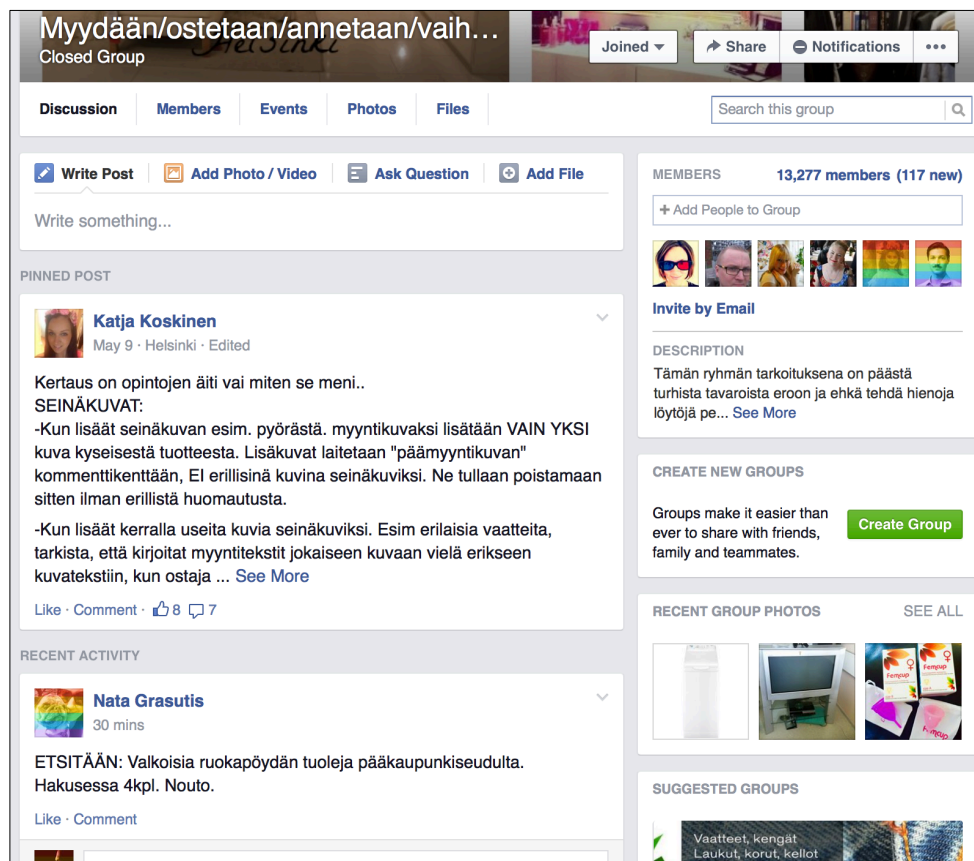 Myydään/ostetaan/annetaan/vaih...
Closed Group
Helsinki
Joined
Share
Notifications
Discussion
Members
Events
Photos
Files
Search this group
Write Post
Add Photo / Video
Ask Question
Add File
Write something...
PINNED POST
Katja Koskinen
May 9 · Helsinki · Edited
Kertaus on opintojen äiti vai miten se meni..
SEINÄKUVAT:
-Kun lisäät seinäkuvan esim. pyörästä. myyntikuvaksi lisätään VAIN YKSI
kuva kyseisestä tuotteesta. Lisäkuvat laitetaan "päämyyntikuvan"
kommenttikenttään, EI erillisinä kuvina seinäkuviksi. Ne tullaan poistamaan
sitten ilman erillistä huomautusta.
-Kun lisäät kerralla useita kuvia seinäkuviksi. Esim erilaisia vaatteita,
tarkista, että kirjoitat myyntitekstit jokaiseen kuvaan vielä erikseen
kuvatekstiin, kun ostaja ... See More
Like · Comment · 8 7
RECENT ACTIVITY
Nata Grasutis
30 mins
ETSITÄÄN: Valkoisia ruokapöydän tuoleja pääkaupunkiseudulta.
Hakusessa 4kpl. Nouto.
Like · Comment
MEMBERS
13,277 members (117 new)
+ Add People to Group
Invite by Email
DESCRIPTION
Tämän ryhmän tarkoituksena on päästä
turhista tavaroista eroon ja ehkä tehdä hienoja
löytöjä pe... See More
CREATE NEW GROUPS
Groups make it easier than
ever to share with friends,
family and teammates.
Create Group
RECENT GROUP PHOTOS
SEE ALL
Femcup
Femcup
Femcup
SUGGESTED GROUPS
Vaatteet, kengät
Laukut, korut, kellot